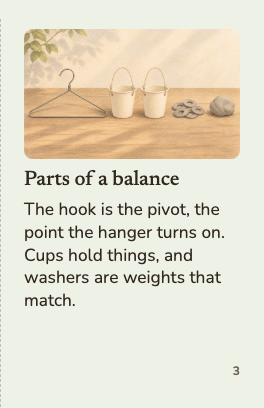 Parts of a balance
The hook is the pivot, the
point the hanger turns on.
Cups hold things, and
washers are weights that
match.
3